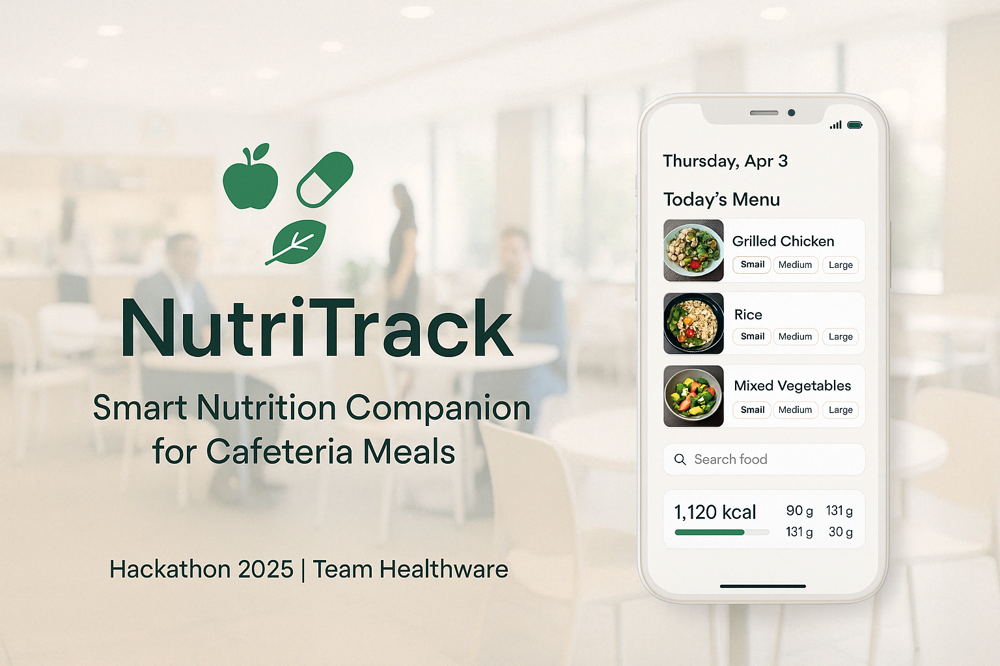 NutriTrack
Smart Nutrition Companion
for Cafeteria Meals
Hackathon 2025 | Team Healthware
Thursday, Apr 3
Today's Menu
Grilled Chicken
Smail Medium Large
Rice
Smail Medium Large
Mixed Vegetables
Smail Medium Large
Search food
1,120 kcal 90 g 131 g
131 g 30 g